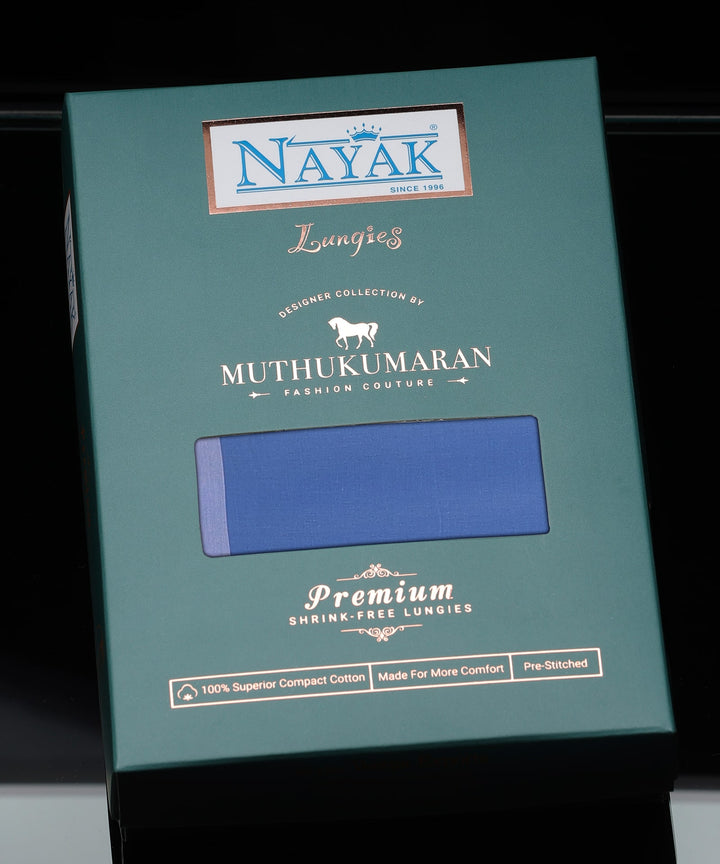 NAYAK®
SINCE 1996
Lungies
DESIGNER COLLECTION BY
MUTHUKUMARAN
FASHION COUTURE
Premium
SHRINK-FREE LUNGIES
100% Superior Compact Cotton
Made For More Comfort
Pre-Stitched